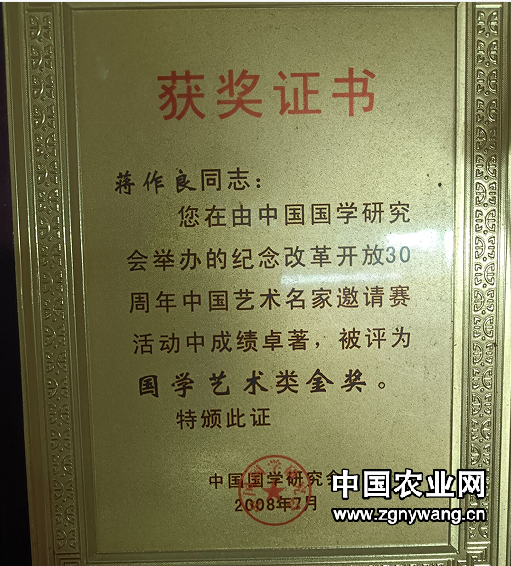 获奖证书
蒋作良同志：
您在由中国国学研究
会举办的纪念改革开放30
周年中国艺术名家邀请赛
活动中成绩卓著，被评为
国学艺术类金奖。
特颁此证
中国国学研究会
2008年7月
中国农业网
www.zgnywang.cn